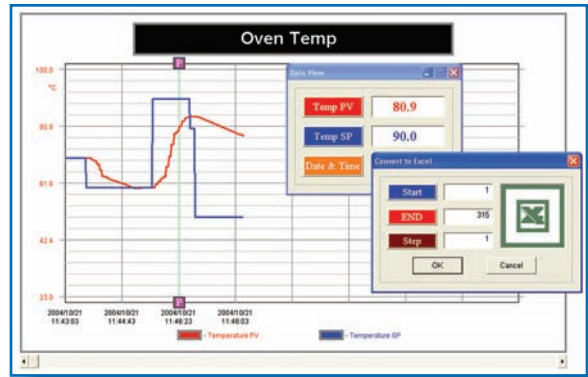 Oven Temp
P
100.0
°C
80.8
61.6
42.4
23.0
P
2004/10/21 2004/10/21 2004/10/21 2004/10/21
11:43:03 11:44:43 11:46:23 11:48:03
- Temperature PV - Temperature SP
Data View
Temp PV 80.9
Temp SP 90.0
Date & Time
Convert to Excel
Start 1
END 315
Step 1
OK Cancel